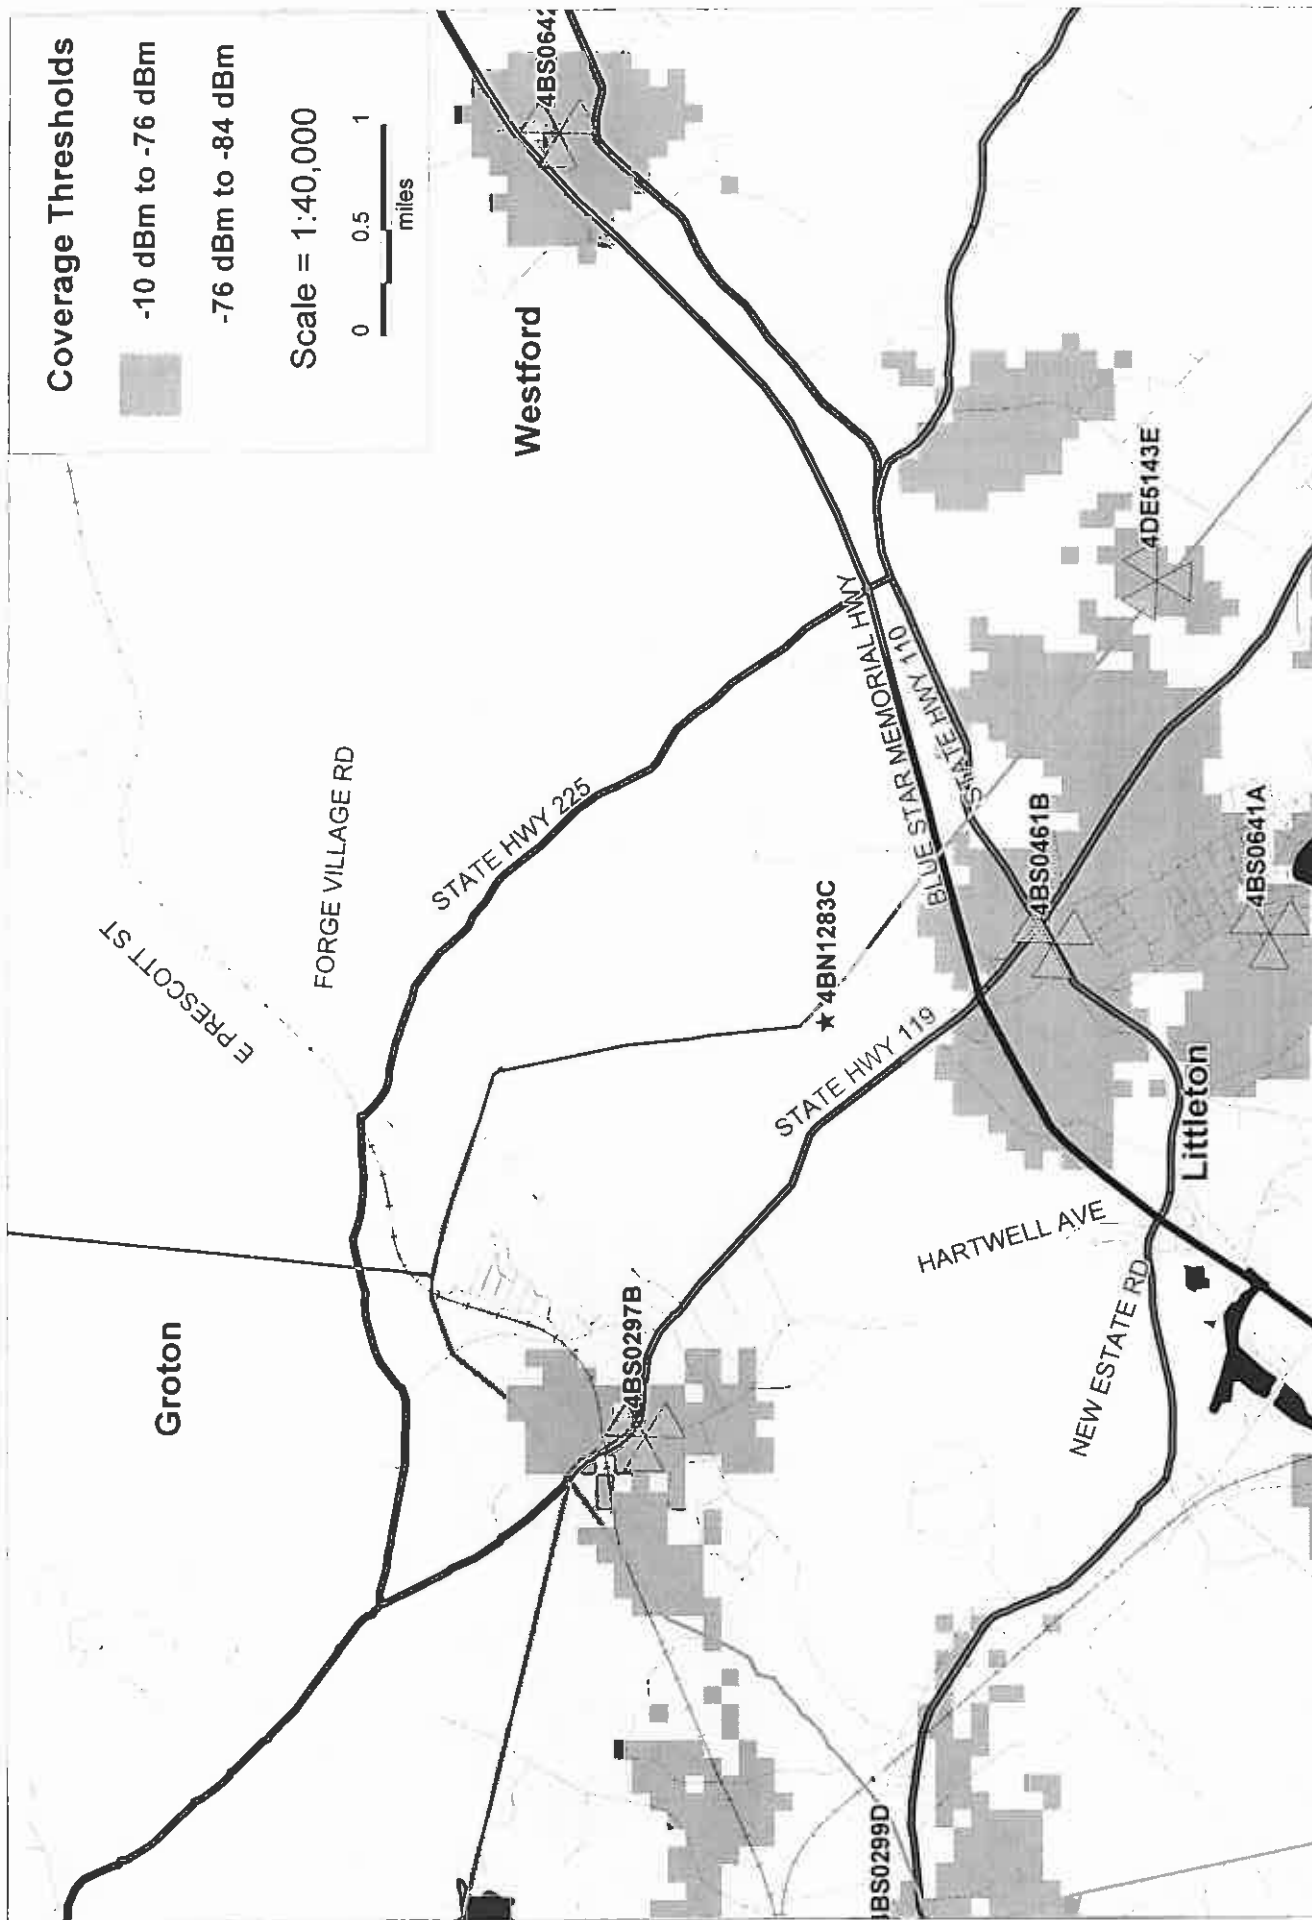 Coverage Thresholds
-10 dBm to -76 dBm
-76 dBm to -84 dBm
Scale = 1:40,000
0 0.5 1
miles
Westford
4BS0642
E PRESCOTT ST
FORGE VILLAGE RD
STATE HWY 225
Groton
4BN1283C
BLUE STAR MEMORIAL HWY
STATE HWY 110
STATE HWY 119
4DE5143E
4BS0461B
4BS0641A
4BS0297B
Littleton
HARTWELL AVE
NEW ESTATE RD
BS0299D